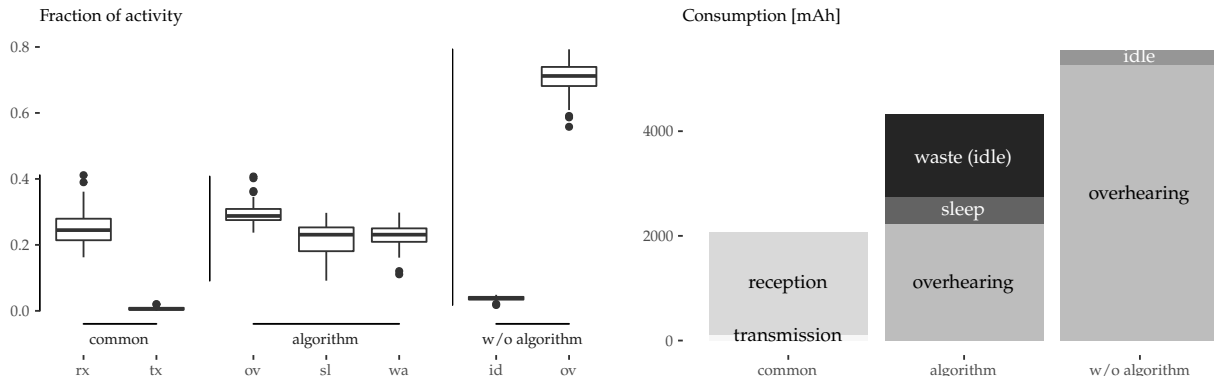 Fraction of activity
0.8
0.6
0.4
0.2
0.0
common
algorithm
w/o algorithm
rx
tx
ov
sl
wa
id
ov
Consumption [mAh]
4000
2000
0
reception
transmission
waste (idle)
sleep
overhearing
idle
overhearing
common
algorithm
w/o algorithm